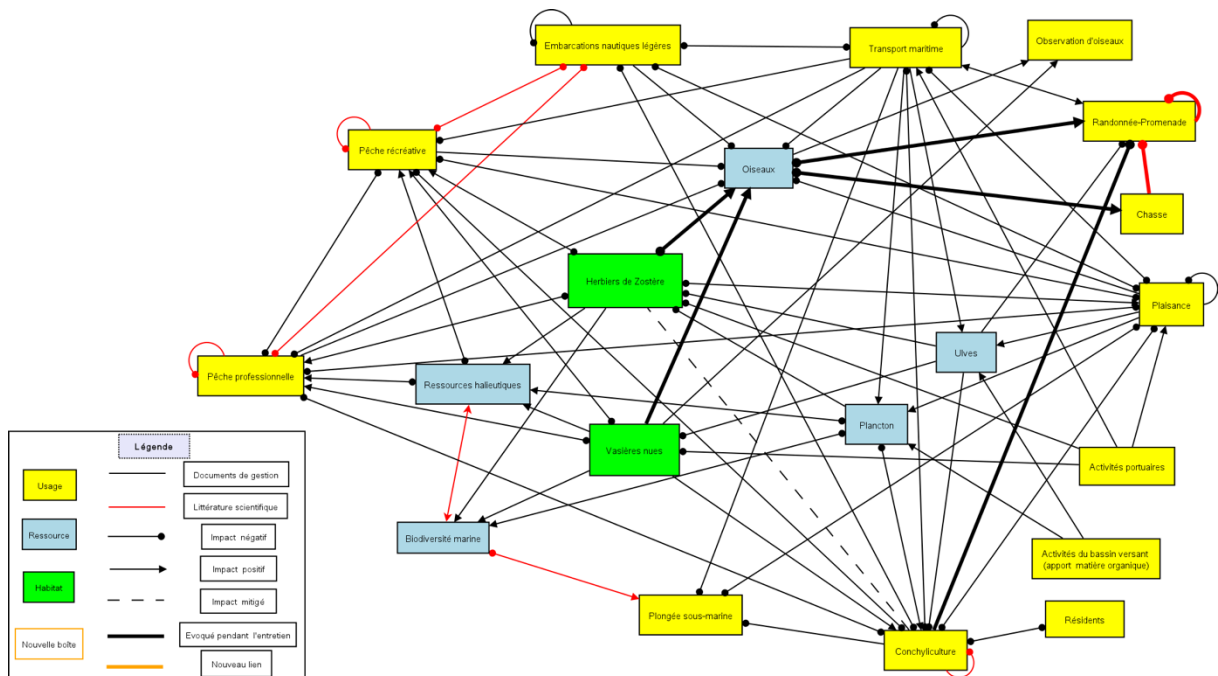 Embarcations nautiques légères
Transport maritime
Observation d'oiseaux
Randonnée-Promenade
Pêche récréative
Oiseaux
Chasse
Herbiers de Zostère
Plaisance
Ulves
Pêche professionnelle
Ressources halieutiques
Plancton
Vasières nues
Activités portuaires
Biodiversité marine
Activités du bassin versant
(apport matière organique)
Plongée sous-marine
Résidents
Conchyliculture
Légende
Usage
Documents de gestion
Littérature scientifique
Ressource
Impact négatif
Impact positif
Habitat
Impact mitigé
Nouvelle boîte
Evoqué pendant l'entretien
Nouveau lien